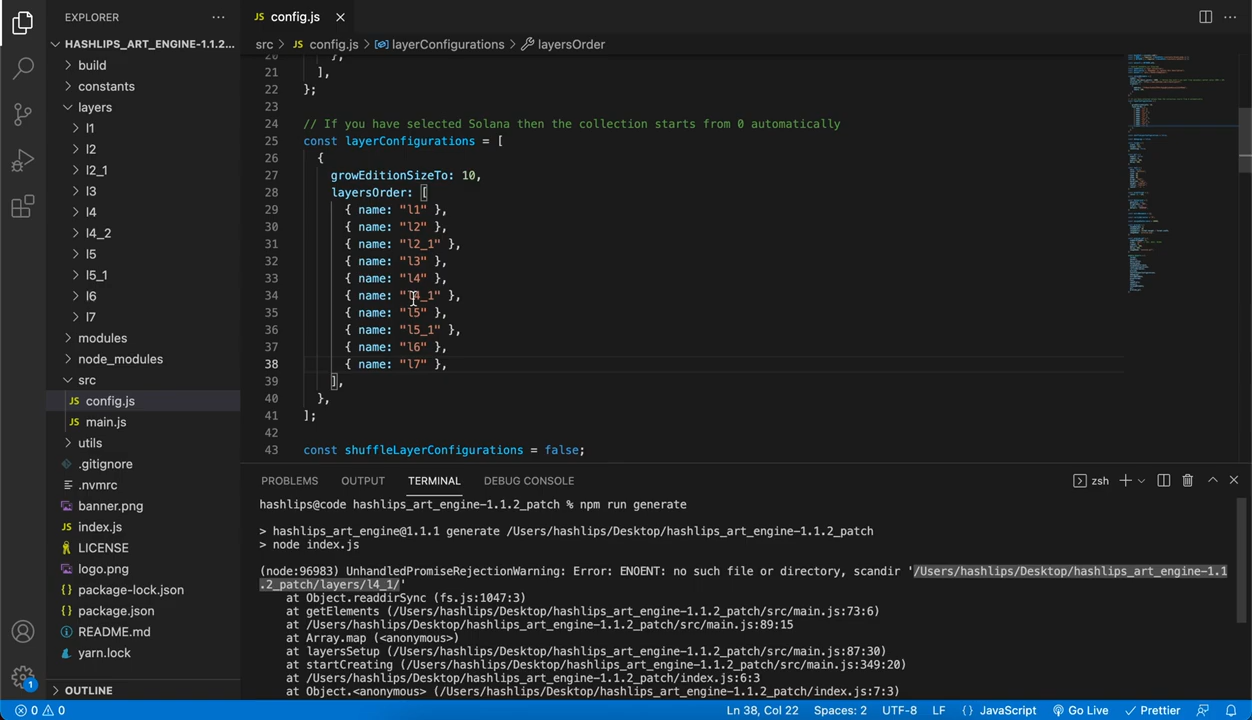 EXPLORER
HASHLIPS_ART_ENGINE-1.1.2...
build
constants
layers
l1
l2
l2_1
l3
l4
l4_2
l5
l5_1
l6
l7
modules
node_modules
src
JS config.js
JS main.js
utils
.gitignore
.nvmrc
banner.png
JS index.js
LICENSE
logo.png
package-lock.json
package.json
README.md
yarn.lock
OUTLINE
JS config.js
src > JS config.js > layerConfigurations > layersOrder
21 ],
22 };
23
24 // If you have selected Solana then the collection starts from 0 automatically
25 const layerConfigurations = [
26 {
27 growEditionSizeTo: 10,
28 layersOrder: [
29 { name: "l1" },
30 { name: "l2" },
31 { name: "l2_1" },
32 { name: "l3" },
33 { name: "l4" },
34 { name: "l4_1" },
35 { name: "l5" },
36 { name: "l5_1" },
37 { name: "l6" },
38 { name: "l7" },
39 ],
40 },
41 ];
42
43 const shuffleLayerConfigurations = false;
PROBLEMS OUTPUT TERMINAL DEBUG CONSOLE zsh
hashlips@code hashlips_art_engine-1.1.2_patch % npm run generate
> hashlips_art_engine@1.1.1 generate /Users/hashlips/Desktop/hashlips_art_engine-1.1.2_patch
> node index.js
(node:96983) UnhandledPromiseRejectionWarning: Error: ENOENT: no such file or directory, scandir '/Users/hashlips/Desktop/hashlips_art_engine-1.1
.2_patch/layers/l4_1/'
at Object.readdirSync (fs.js:1047:3)
at getElements (/Users/hashlips/Desktop/hashlips_art_engine-1.1.2_patch/src/main.js:73:6)
at /Users/hashlips/Desktop/hashlips_art_engine-1.1.2_patch/src/main.js:89:15
at Array.map (<anonymous>)
at layersSetup (/Users/hashlips/Desktop/hashlips_art_engine-1.1.2_patch/src/main.js:87:30)
at startCreating (/Users/hashlips/Desktop/hashlips_art_engine-1.1.2_patch/src/main.js:349:20)
at /Users/hashlips/Desktop/hashlips_art_engine-1.1.2_patch/index.js:6:3
at Object.<anonymous> (/Users/hashlips/Desktop/hashlips_art_engine-1.1.2_patch/index.js:7:3)
1
0 0 Ln 38, Col 22 Spaces: 2 UTF-8 LF {} JavaScript Go Live Prettier